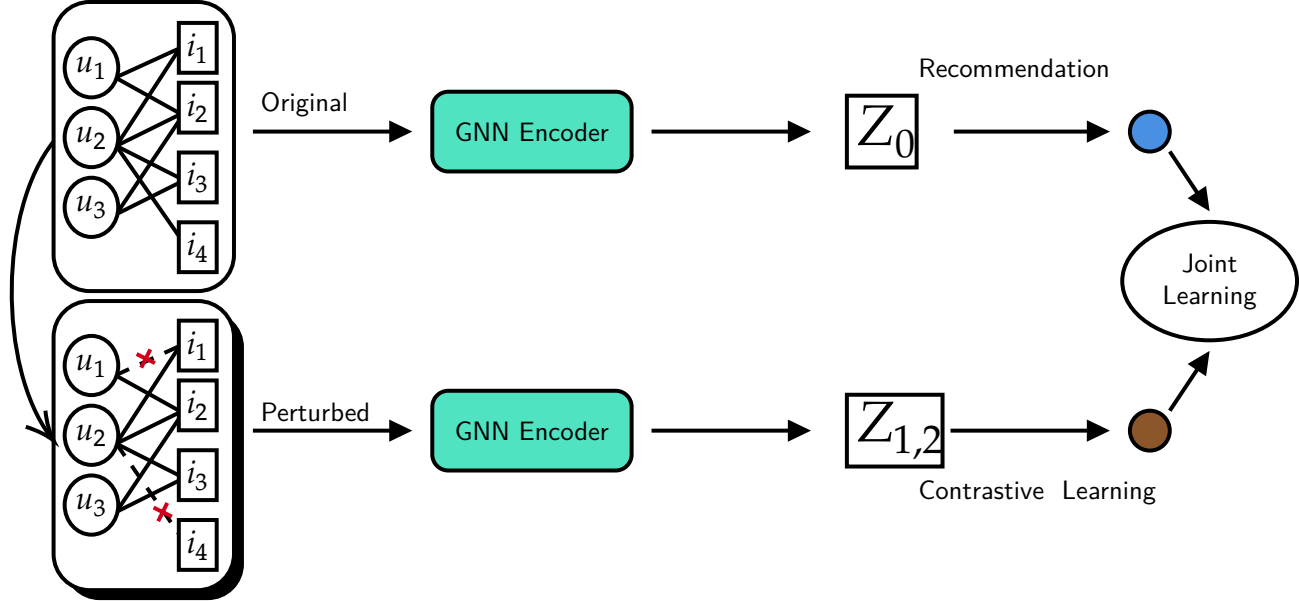 u₁
i₁
i₂
u₂
i₃
u₃
i₄
Original
GNN Encoder
Z₀
Recommendation
Joint
Learning
u₁
i₁
i₂
u₂
i₃
u₃
i₄
Perturbed
GNN Encoder
Z₁,₂
Contrastive Learning